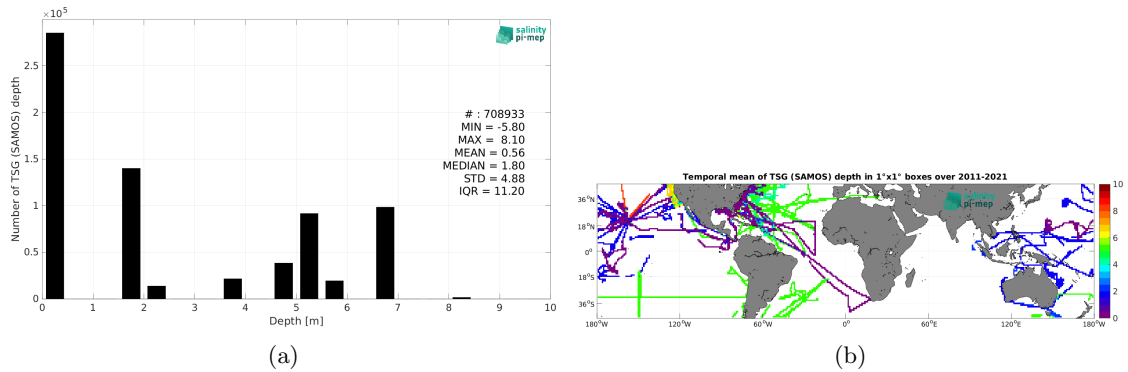 ×10⁵
3
2.5
2
1.5
1
0.5
0
0 1 2 3 4 5 6 7 8 9 10
Number of TSG (SAMOS) depth
Depth [m]
salinity
pi-mep
# : 708933
MIN = -5.80
MAX = 8.10
MEAN = 0.56
MEDIAN = 1.80
STD = 4.88
IQR = 11.20
(a)
Temporal mean of TSG (SAMOS) depth in 1°x1° boxes over 2011-2021
salinity
pi-mep
36°N
18°N
0°
18°S
36°S
180°W 120°W 60°W 0° 60°E 120°E 180°W
10
8
6
4
2
0
(b)